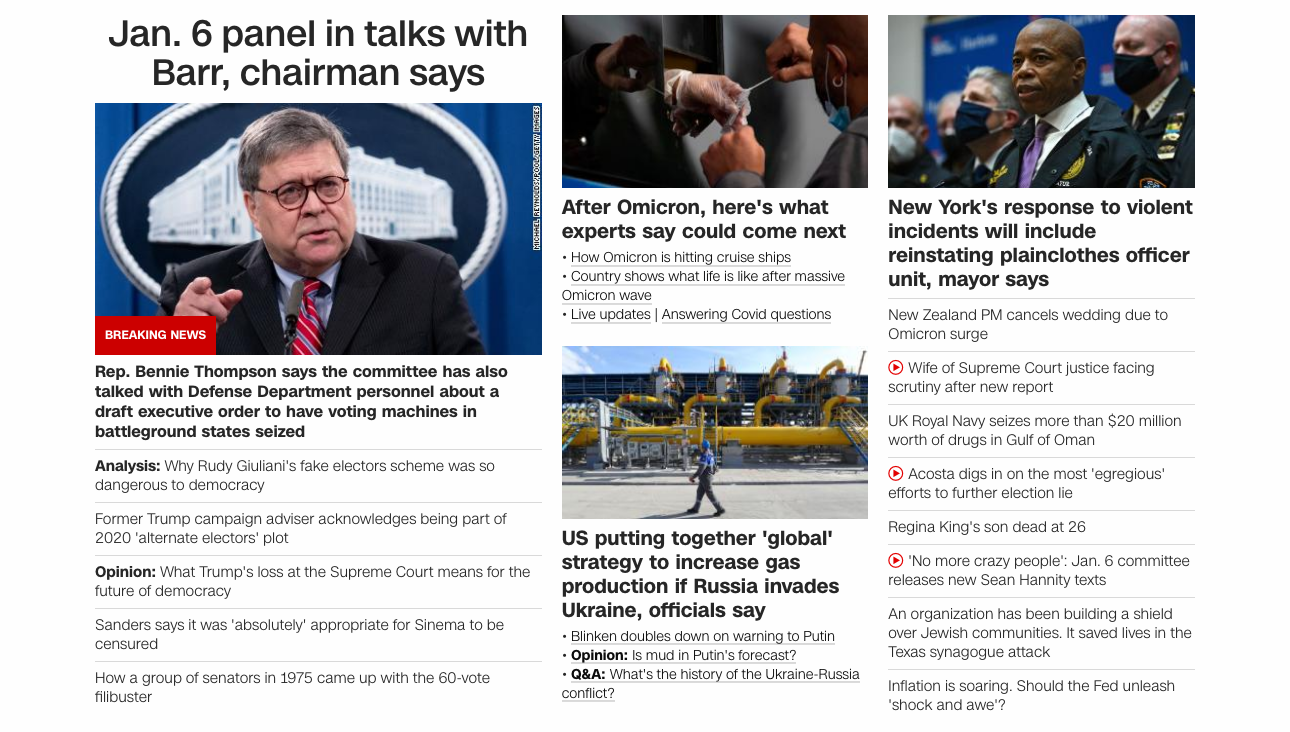 Jan. 6 panel in talks with
Barr, chairman says
MICHAEL REYNOLDS/POOL/GETTY IMAGES
BREAKING NEWS
Rep. Bennie Thompson says the committee has also
talked with Defense Department personnel about a
draft executive order to have voting machines in
battleground states seized
Analysis: Why Rudy Giuliani's fake electors scheme was so
dangerous to democracy
Former Trump campaign adviser acknowledges being part of
2020 'alternate electors' plot
Opinion: What Trump's loss at the Supreme Court means for the
future of democracy
Sanders says it was 'absolutely' appropriate for Sinema to be
censured
How a group of senators in 1975 came up with the 60-vote
filibuster
After Omicron, here's what
experts say could come next
• How Omicron is hitting cruise ships
• Country shows what life is like after massive
Omicron wave
• Live updates | Answering Covid questions
US putting together 'global'
strategy to increase gas
production if Russia invades
Ukraine, officials say
• Blinken doubles down on warning to Putin
• Opinion: Is mud in Putin's forecast?
• Q&A: What's the history of the Ukraine-Russia
conflict?
New York's response to violent
incidents will include
reinstating plainclothes officer
unit, mayor says
New Zealand PM cancels wedding due to
Omicron surge
Wife of Supreme Court justice facing
scrutiny after new report
UK Royal Navy seizes more than $20 million
worth of drugs in Gulf of Oman
Acosta digs in on the most 'egregious'
efforts to further election lie
Regina King's son dead at 26
'No more crazy people': Jan. 6 committee
releases new Sean Hannity texts
An organization has been building a shield
over Jewish communities. It saved lives in the
Texas synagogue attack
Inflation is soaring. Should the Fed unleash
'shock and awe'?